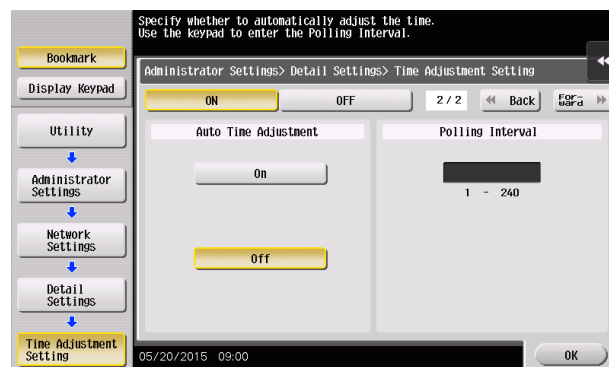 Specify whether to automatically adjust the time.
Use the keypad to enter the Polling Interval.
Bookmark
Display Keypad
Utility
Administrator
Settings
Network
Settings
Detail
Settings
Time Adjustment
Setting
Administrator Settings> Detail Settings> Time Adjustment Setting
ON
OFF
2/2
Back
For-
ward
Auto Time Adjustment
On
Off
Polling Interval
1 - 240
05/20/2015 09:00
OK